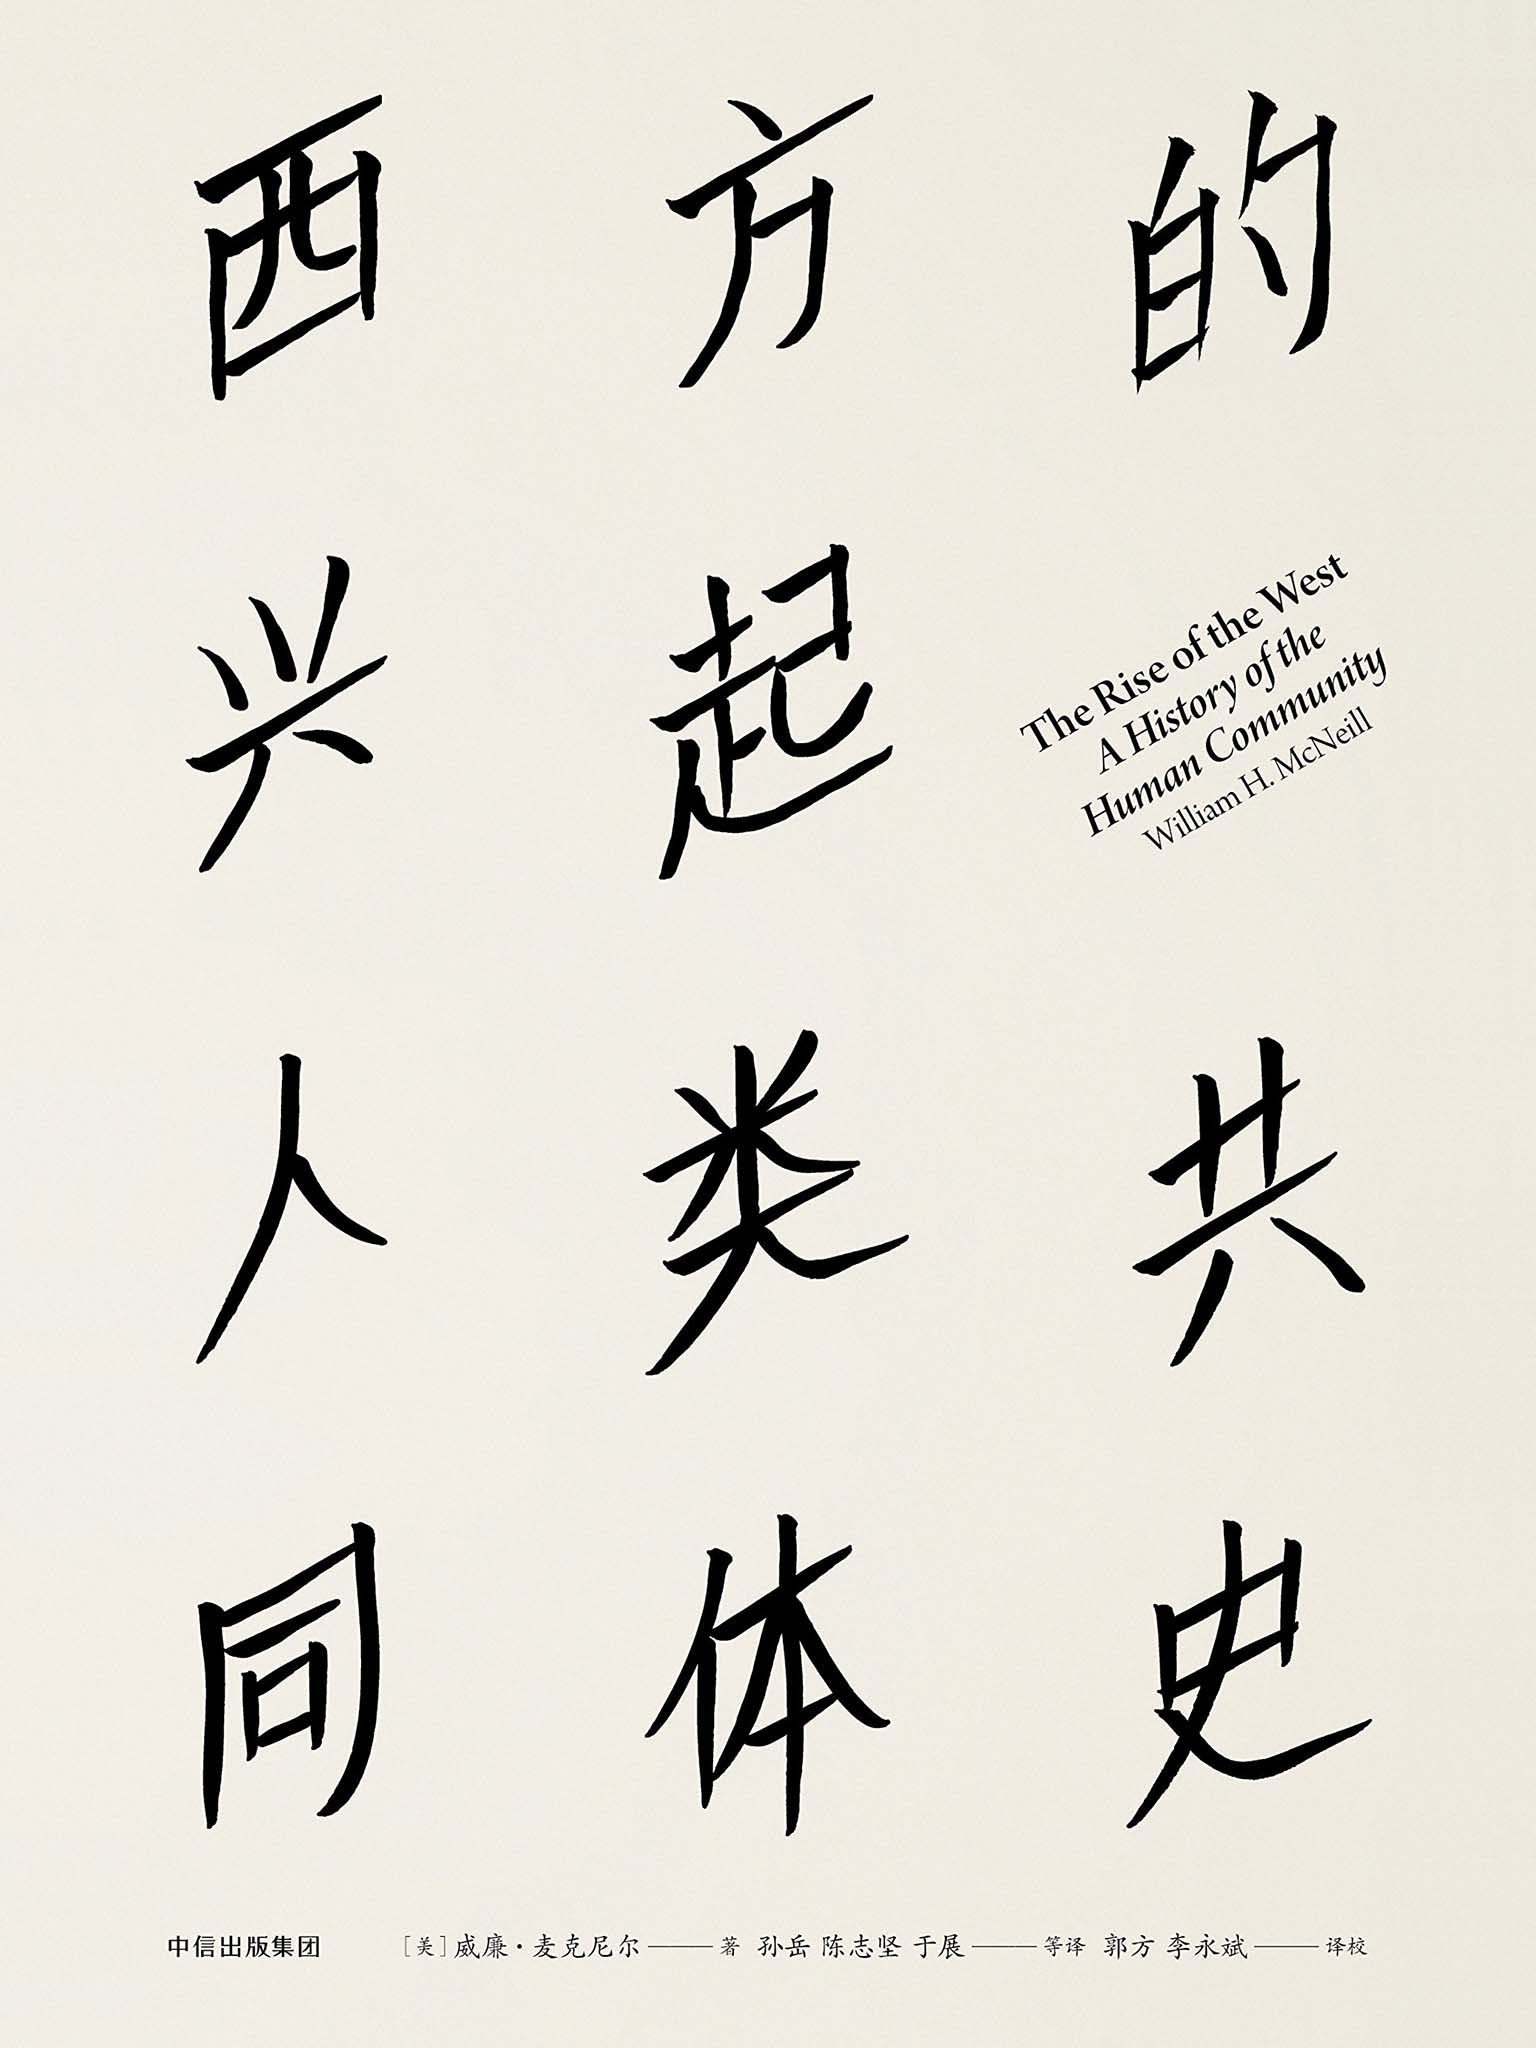 西方的
兴起
The Rise of the West
A History of the
Human Community
William H. McNeill
人类共
同体史
中信出版集团 [美]威廉·麦克尼尔——著 孙岳 陈志坚 于展——等译 郭方 李永斌——译校